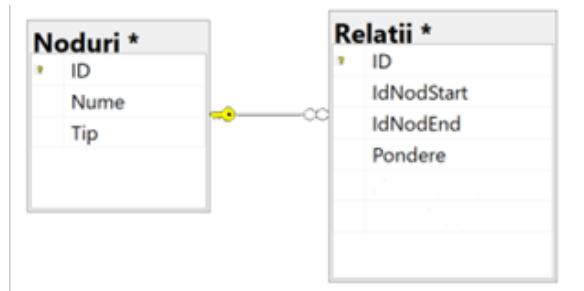 Noduri *
ID
Nume
Tip
Relatii *
ID
IdNodStart
IdNodEnd
Pondere